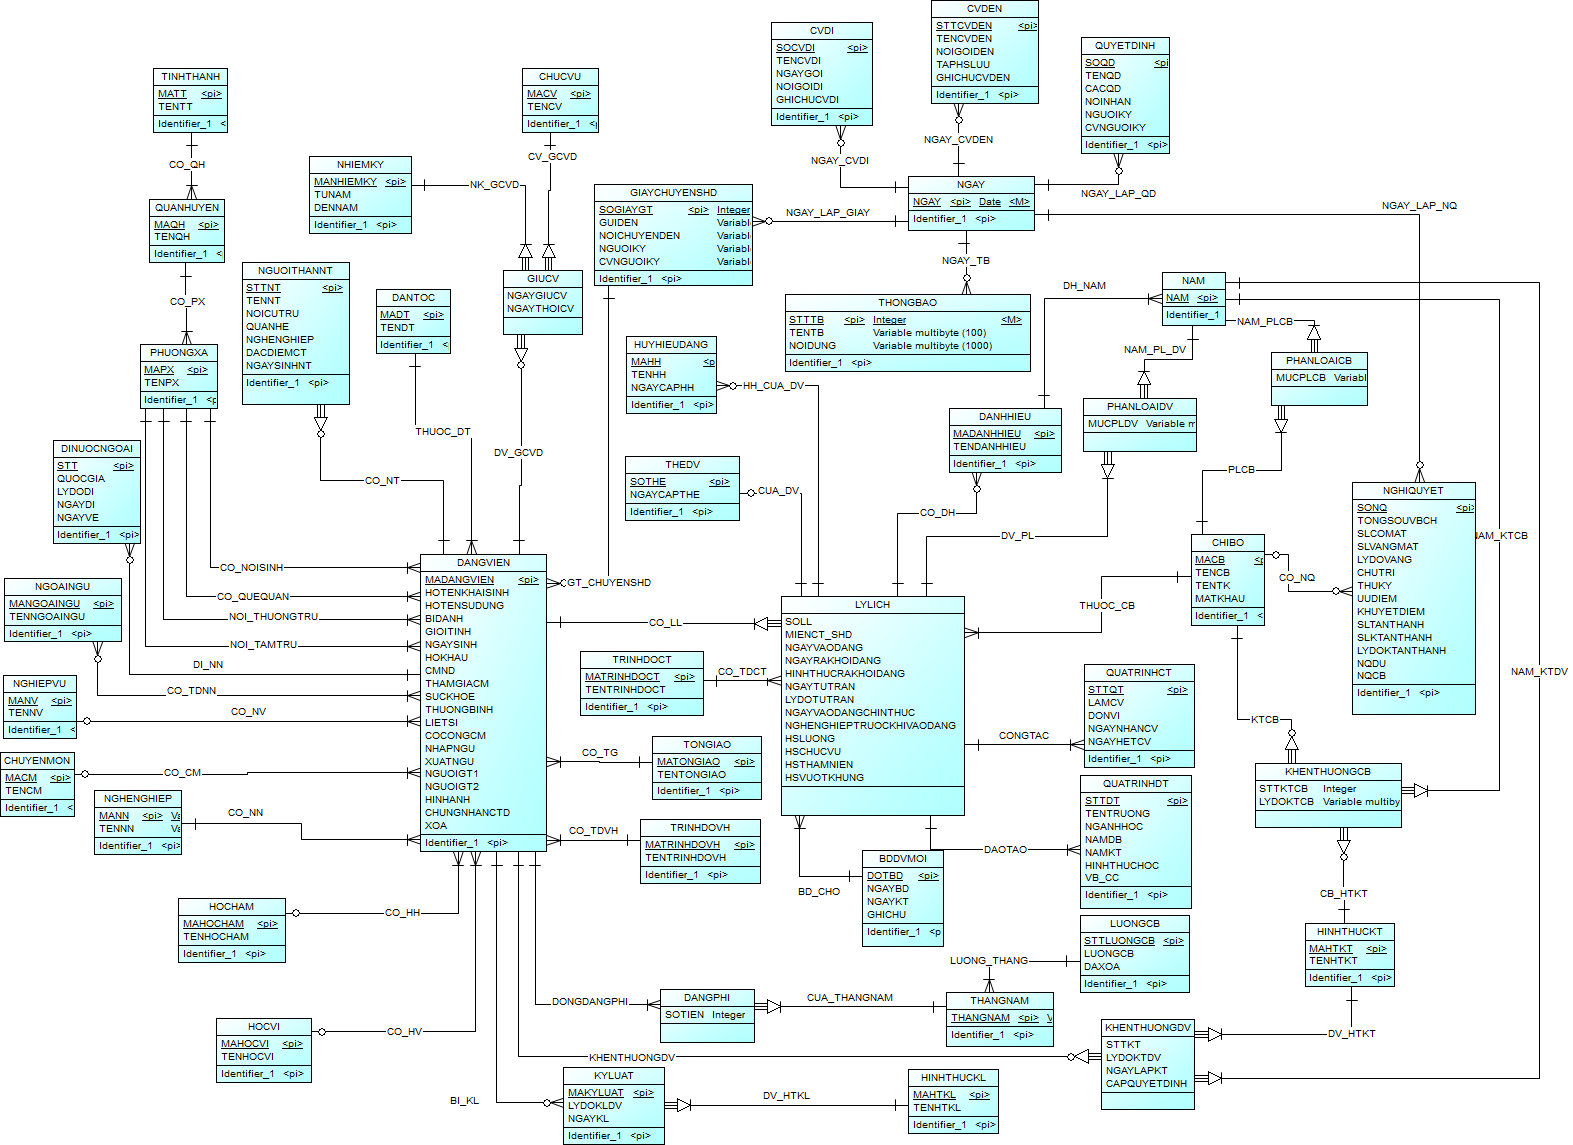 CVDEN
STTCVDEN <pi>
TENCVDEN
NOIGOIDEN
TAPHSLUU
GHICHUCVDEN
Identifier_1 <pi>
CVDI
SOCVDI <pi>
TENCVDI
NGAYGOI
NOIGOIDI
GHICHUCVDI
Identifier_1 <pi>
QUYETDINH
SOQD <pi
TENQD
CACQD
NOINHAN
NGUOIKY
CVNGUOIKY
Identifier_1 <pi>
TINHTHANH
MATT <pi>
TENTT
Identifier_1 <
CHUCVU
MACV <pi>
TENCV
Identifier_1 <
NGAY_CVDEN
NGAY_CVDI
NGAY_LAP_QD
CO_QH
CV_GCVD
NHIEMKY
MANHIEMKY <pi>
TUNAM
DENNAM
Identifier_1 <pi>
NK_GCVD
GIAYCHUYENSHD
SOGIAYGT <pi> Integer
GUIDEN Variabl
NOICHUYENDEN Variabl
NGUOIKY Variabl
CVNGUOIKY Variabl
Identifier_1 <pi>
NGAY_LAP_GIAY
NGAY
NGAY <pi> Date <M>
Identifier_1 <pi>
NGAY_LAP_NQ
QUANHUYEN
MAQH <pi>
TENQH
Identifier_1 <
NGAY_TB
CO_PX
NGUOITHANNT
STTNT <pi>
TENNT
NOICUTRU
QUANHE
NGHENGHIEP
DACDIEMCT
NGAYSINHNT
Identifier_1 <pi>
DANTOC
MADT <pi>
TENDT
Identifier_1 <
GIUCV
NGAYGIUCV
NGAYTHOICV
THONGBAO
STTTB <pi> Integer <M>
TENTB Variable multibyte (100)
NOIDUNG Variable multibyte (1000)
Identifier_1 <pi>
DH_NAM
NAM
NAM <pi>
Identifier_1
NAM_PLCB
NAM_PL_DV
PHANLOAICB
MUCPLCB Variabl
PHUONGXA
MAPX <pi>
TENPX
Identifier_1 <p
HUYHIEUDANG
MAHH <p
TENHH
NGAYCAPHH
Identifier_1 <pi>
HH_CUA_DV
DANHHIEU
MADANHHIEU <pi>
TENDANHHIEU
Identifier_1 <pi>
PHANLOAIDV
MUCPLDV Variable m
THUOC_DT
DV_GCVD
DINUOCNGOAI
STT <pi>
QUOCGIA
LYDODI
NGAYDI
NGAYVE
Identifier_1 <pi>
CO_NT
THEDV
SOTHE <pi>
NGAYCAPTHE
Identifier_1 <pi>
CUA_DV
CO_DH
DV_PL
PLCB
NGHIQUYET
SONQ <pi
TONGSOUVBCH
SLCOMAT
SLVANGMAT
LYDOVANG
CHUTRI
THUKY
UUDIEM
KHUYETDIEM
SLTANTHANH
SLKTANTHANH
LYDOKTANTHANH
NQDU
NQCB
Identifier_1 <pi>
NAM_KTCB
CHIBO
MACB <
TENCB
TENTK
MATKHAU
Identifier_1 <
CO_NQ
THUOC_CB
DANGVIEN
MADANGVIEN <pi>
HOTENKHAISINH
HOTENSUDUNG
BIDANH
GIOITINH
NGAYSINH
HOKHAU
CMND
THAMGIACM
SUCKHOE
THUONGBINH
LIETSI
COCONGCM
NHAPNGU
XUATNGU
NGUOIGT1
NGUOIGT2
HINHANH
CHUNGNHANCTD
XOA
Identifier_1 <pi>
CO_NOISINH
CO_QUEQUAN
NOI_THUONGTRU
NOI_TAMTRU
DI_NN
CO_TDNN
CO_NV
CO_CM
CO_NN
GT_CHUYENSHD
CO_LL
NGOAINGU
MANGOAINGU <pi>
TENNGOAINGU
Identifier_1 <pi>
NGHIEPVU
MANV <pi>
TENNV
Identifier_1 <
CHUYENMON
MACM <pi>
TENCM
Identifier_1 <
NGHENGHIEP
MANN <pi> Va
TENNN Va
Identifier_1 <pi>
LYLICH
SOLL
MIENCT_SHD
NGAYVAODANG
NGAYRAKHOIDANG
HINHTHUCRAKHOIDANG
NGAYTUTRAN
LYDOTUTRAN
NGAYVAODANGCHINTHUC
NGHENGHIEPTRUOCKHIVAODANG
HSLUONG
HSCHUCVU
HSTHAMNIEN
HSVUOTKHUNG
TRINHDOCT
MATRINHDOCT <pi>
TENTRINHDOCT
Identifier_1 <pi>
CO_TDCT
TONGIAO
MATONGIAO <pi>
TENTONGIAO
Identifier_1 <pi>
CO_TG
TRINHDOVH
MATRINHDOVH <pi>
TENTRINHDOVH
Identifier_1 <pi>
CO_TDVH
QUATRINHCT
STTQT <pi>
LAMCV
DONVI
NGAYNHANCV
NGAYHETCV
Identifier_1 <pi>
CONGTAC
KTCB
NAM_KTDV
QUATRINHDT
STTDT <pi>
TENTRUONG
NGANHHOC
NAMDB
NAMKT
HINHTHUCHOC
VB_CC
Identifier_1 <pi>
DAOTAO
KHENTHUONGCB
STTKTCB Integer
LYDOKTCB Variable multiby
BDDVMOI
DOTBD <pi>
NGAYBD
NGAYKT
GHICHU
Identifier_1 <p
BD_CHO
CB_HTKT
HOCHAM
MAHOCHAM <pi>
TENHOCHAM
Identifier_1 <pi>
CO_HH
LUONGCB
STTLUONGCB <pi>
LUONGCB
DAXOA
Identifier_1 <pi>
LUONG_THANG
HINHTHUCKT
MAHTKT <pi>
TENHTKT
Identifier_1 <pi>
DONGDANGPHI
DANGPHI
SOTIEN Integer
CUA_THANGNAM
THANGNAM
THANGNAM <pi> V
Identifier_1 <pi>
HOCVI
MAHOCVI <pi>
TENHOCVI
Identifier_1 <pi>
CO_HV
KHENTHUONGDV
KHENTHUONGDV
STTKT
LYDOKTDV
NGAYLAPKT
CAPQUYETDINH
DV_HTKT
BI_KL
KYLUAT
MAKYLUAT <pi>
LYDOKLDV
NGAYKL
Identifier_1 <pi>
DV_HTKL
HINHTHUCKL
MAHTKL <pi>
TENHTKL
Identifier_1 <pi>